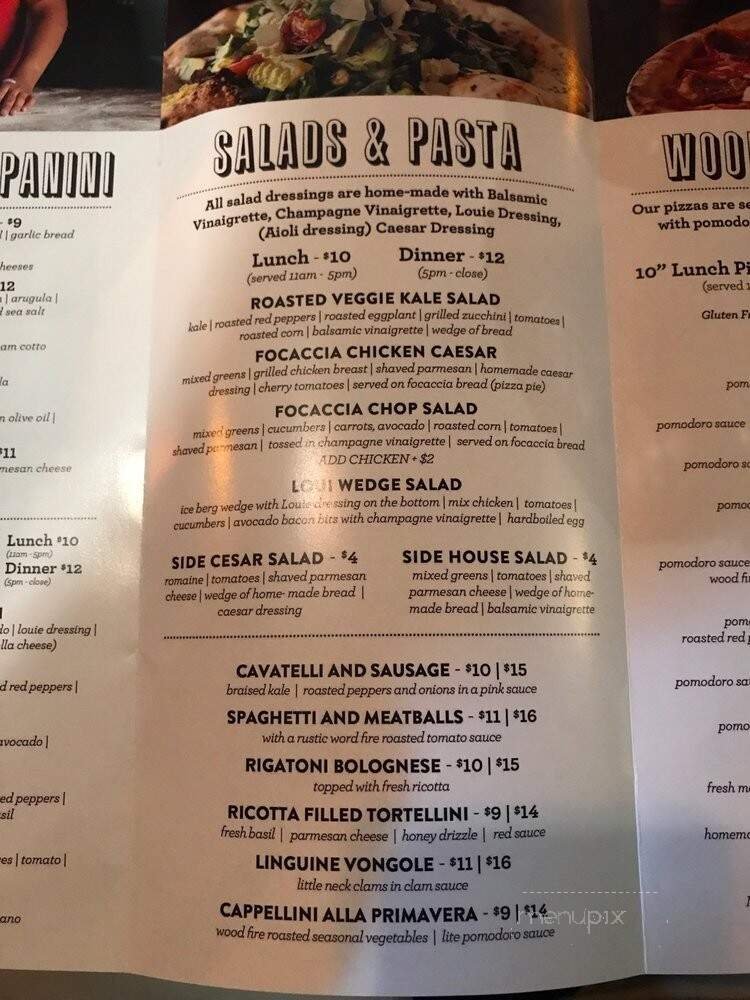 PANINI
- $9
| garlic bread
heeses
12
| arugula |
d sea salt
am cotto
la
n olive oil |
$11
mesan cheese
Lunch $10
(11am - 5pm)
Dinner $12
(5pm - close)
do | louie dressing |
lla cheese)
d red peppers |
avocado |
ed peppers |
sil
es | tomato |
ano
SALADS & PASTA
All salad dressings are home-made with Balsamic
Vinaigrette, Champagne Vinaigrette, Louie Dressing,
(Aioli dressing) Caesar Dressing
Lunch - $10 Dinner - $12
(served 11am - 5pm) (5pm - close)
ROASTED VEGGIE KALE SALAD
kale | roasted red peppers | roasted eggplant | grilled zucchini | tomatoes |
roasted corn | balsamic vinaigrette | wedge of bread
FOCACCIA CHICKEN CAESAR
mixed greens | grilled chicken breast | shaved parmesan | homemade caesar
dressing | cherry tomatoes | served on focaccia bread (pizza pie)
FOCACCIA CHOP SALAD
mixed greens | cucumbers | carrots, avocado | roasted corn | tomatoes |
shaved parmesan | tossed in champagne vinaigrette | served on focaccia bread
ADD CHICKEN + $2
LOUI WEDGE SALAD
ice berg wedge with Louie dressing on the bottom | mix chicken | tomatoes |
cucumbers | avocado bacon bits with champagne vinaigrette | hardboiled egg
SIDE CESAR SALAD - $4
romaine | tomatoes | shaved parmesan
cheese | wedge of home- made bread |
caesar dressing
SIDE HOUSE SALAD - $4
mixed greens | tomatoes | shaved
parmesan cheese | wedge of home-
made bread | balsamic vinaigrette
CAVATELLI AND SAUSAGE - $10 | $15
braised kale | roasted peppers and onions in a pink sauce
SPAGHETTI AND MEATBALLS - $11 | $16
with a rustic word fire roasted tomato sauce
RIGATONI BOLOGNESE - $10 | $15
topped with fresh ricotta
RICOTTA FILLED TORTELLINI - $9 | $14
fresh basil | parmesan cheese | honey drizzle | red sauce
LINGUINE VONGOLE - $11 | $16
little neck clams in clam sauce
CAPPELLINI ALLA PRIMAVERA - $9 | $14
wood fire roasted seasonal vegetables | lite pomodoro sauce
menupix
WOO
Our pizzas are se
with pomodo
10" Lunch Pi
(served 1
Gluten Fr
pom
pomodoro sauce
pomodoro sa
pomod
pomodoro sauce
wood fi
pom
roasted red p
pomodoro sau
pomo
fresh m
homema